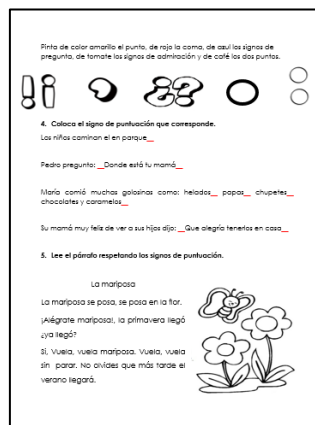 Pinta de color amarillo el punto, de rojo la coma, de azul los signos de
pregunta, de tomate los signos de admiración y de café los dos puntos.
4. Coloca el signo de puntuación que corresponde.
Los niños caminan el en parque__
Pedro pregunto: __Donde está tu mamá__
María comió muchas golosinas como: helados__ papas__ chupetes__
chocolates y caramelos__
Su mamá muy feliz de ver a sus hijos dijo: __Que alegría tenerlos en casa__
5. Lee el párrafo respetando los signos de puntuación.
La mariposa
La mariposa se posa, se posa en la flor.
¡Alégrate mariposa!, la primavera llegó
¿ya llegó?
Si, Vuela, vuela mariposa. Vuela, vuela
sin parar. No olvides que más tarde el
verano llegará.